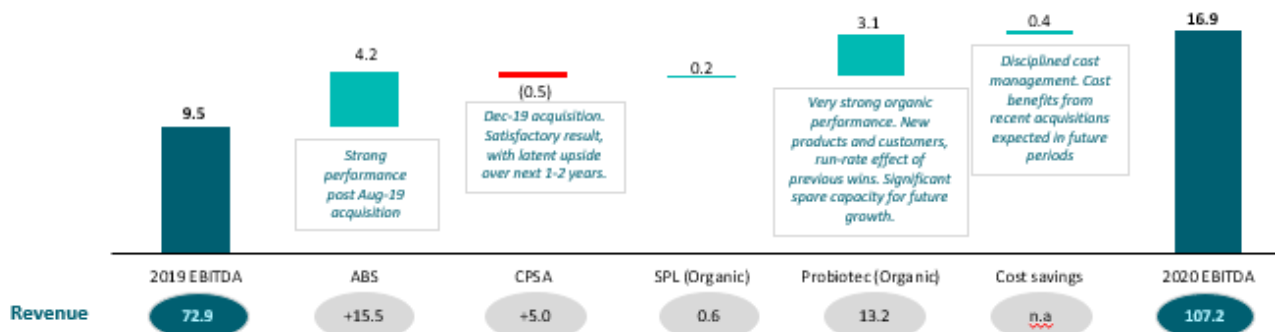 9.5
4.2
Strong
performance
post Aug-19
acquisition
(0.5)
Dec-19 acquisition.
Satisfactory result,
with latent upside
over next 1-2 years.
0.2
3.1
Very strong organic
performance. New
products and customers,
run-rate effect of
previous wins. Significant
spare capacity for future
growth.
0.4
Disciplined cost
management. Cost
benefits from
recent acquisitions
expected in future
periods
16.9
2019 EBITDA ABS CPSA SPL (Organic) Probiotec (Organic) Cost savings 2020 EBITDA
Revenue 72.9 +15.5 +5.0 0.6 13.2 n.a 107.2